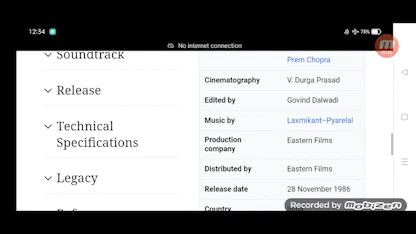 12:34
78%
No internet connection
Soundtrack
Release
Technical
Specifications
Legacy
Prem Chopra
Cinematography V. Durga Prasad
Edited by Govind Dalwadi
Music by Laxmikant–Pyarelal
Production
company Eastern Films
Distributed by Eastern Films
Release date 28 November 1986
Country
Recorded by MobiZen